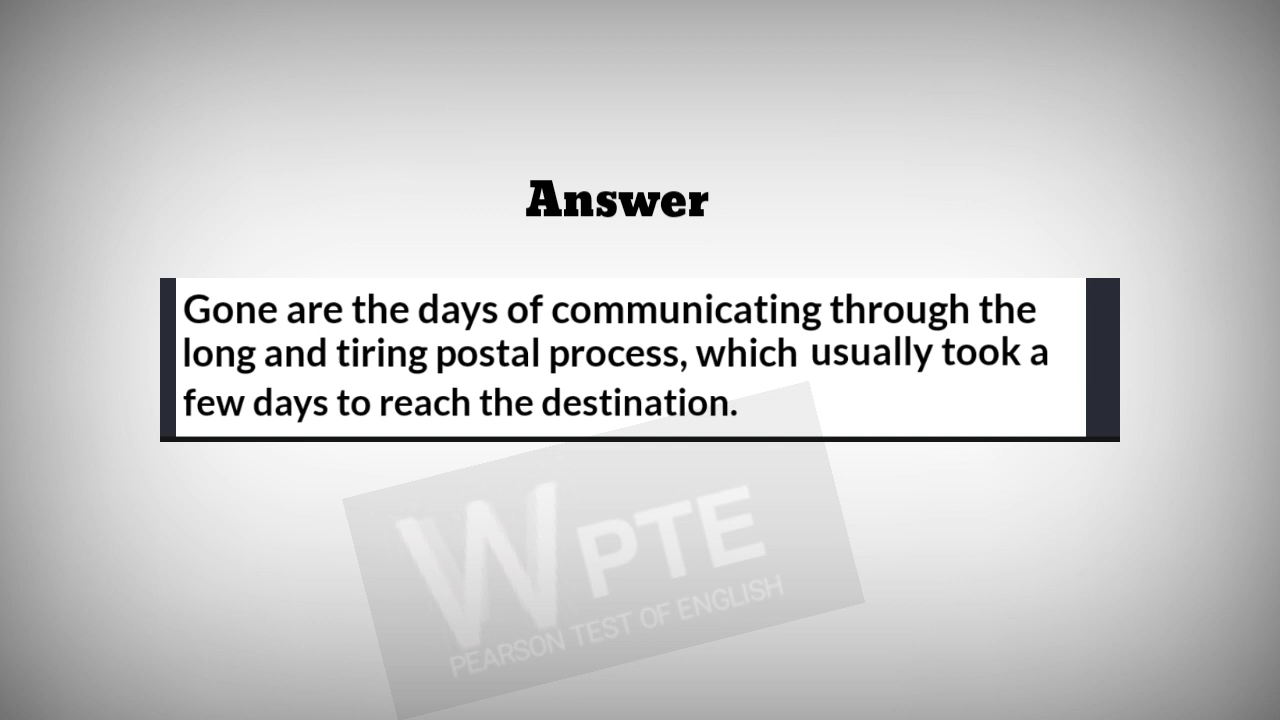 Answer
Gone are the days of communicating through the
long and tiring postal process, which usually took a
few days to reach the destination.
W PTE
PEARSON TEST OF ENGLISH